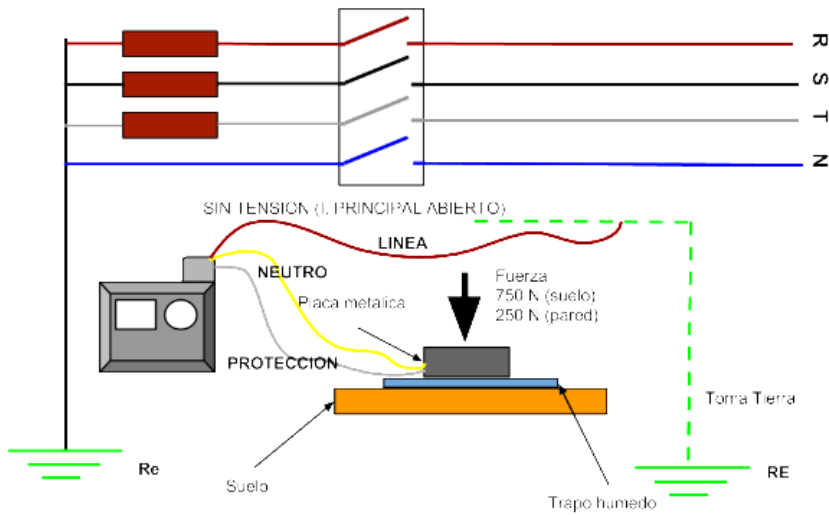 R
S
T
N
SIN TENSION (I. PRINCIPAL ABIERTO)
LINEA
NEUTRO
Placa metalica
Fuerza
750 N (suelo)
250 N (pared)
PROTECCION
Toma Tierra
Re
Suelo
RE
Trapo humedo